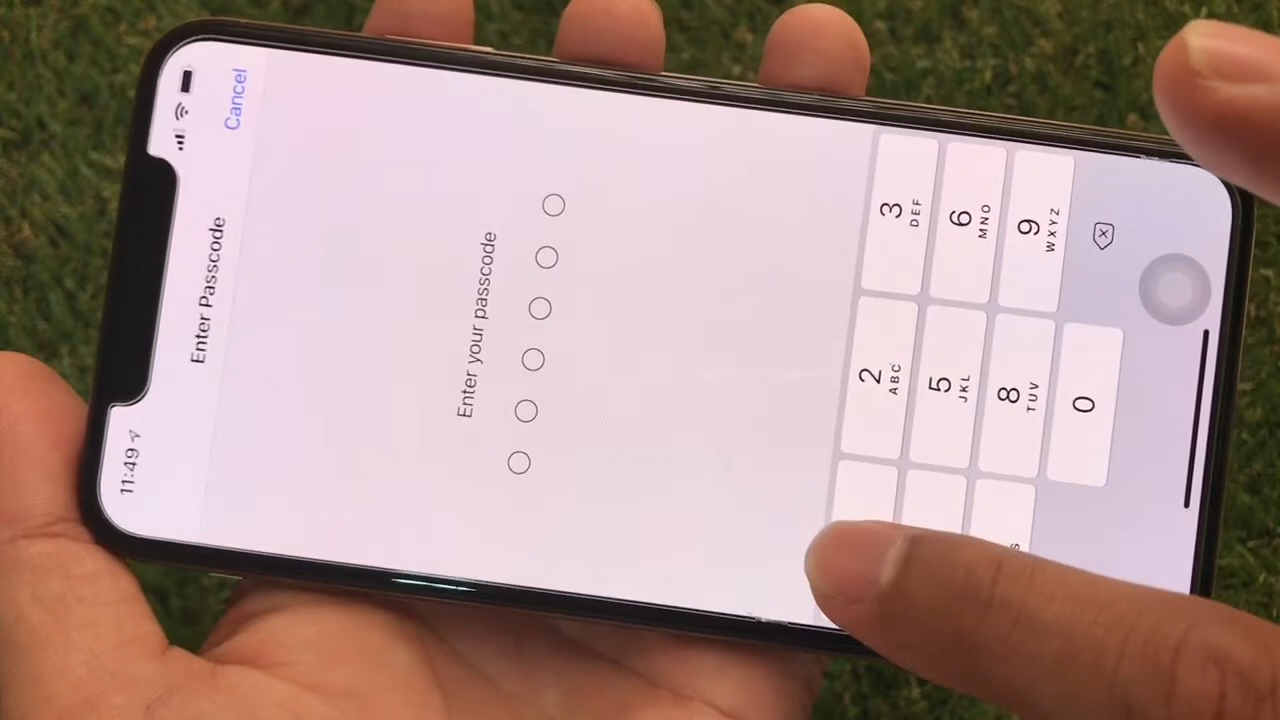 11:49
Enter Passcode
Cancel
Enter your passcode
2
ABC
3
DEF
5
JKL
6
MNO
8
TUV
9
WXYZ
0